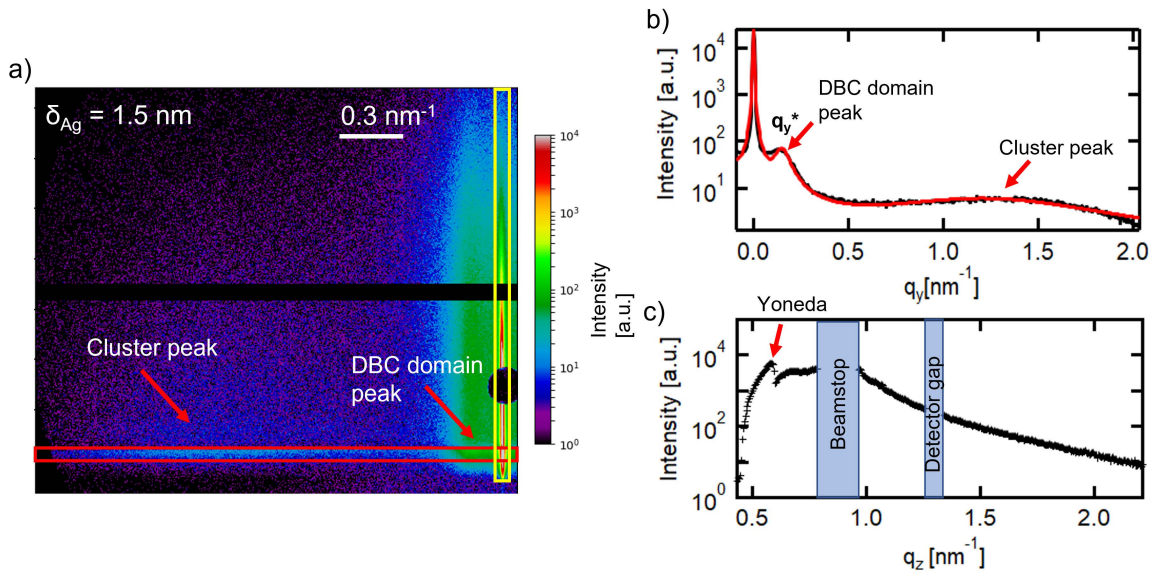 a)
δAg = 1.5 nm
0.3 nm⁻¹
10⁴
10³
10²
10¹
10⁰
Intensity
[a.u.]
Cluster peak
DBC domain
peak
b)
Intensity [a.u.]
10⁴
10³
10²
10¹
qy*
DBC domain
peak
Cluster peak
0.0
0.5
1.0
1.5
2.0
qy[nm⁻¹]
c)
Yoneda
Intensity [a.u.]
10⁴
10²
10⁰
Beamstop
Detector gap
0.5
1.0
1.5
2.0
qz [nm⁻¹]